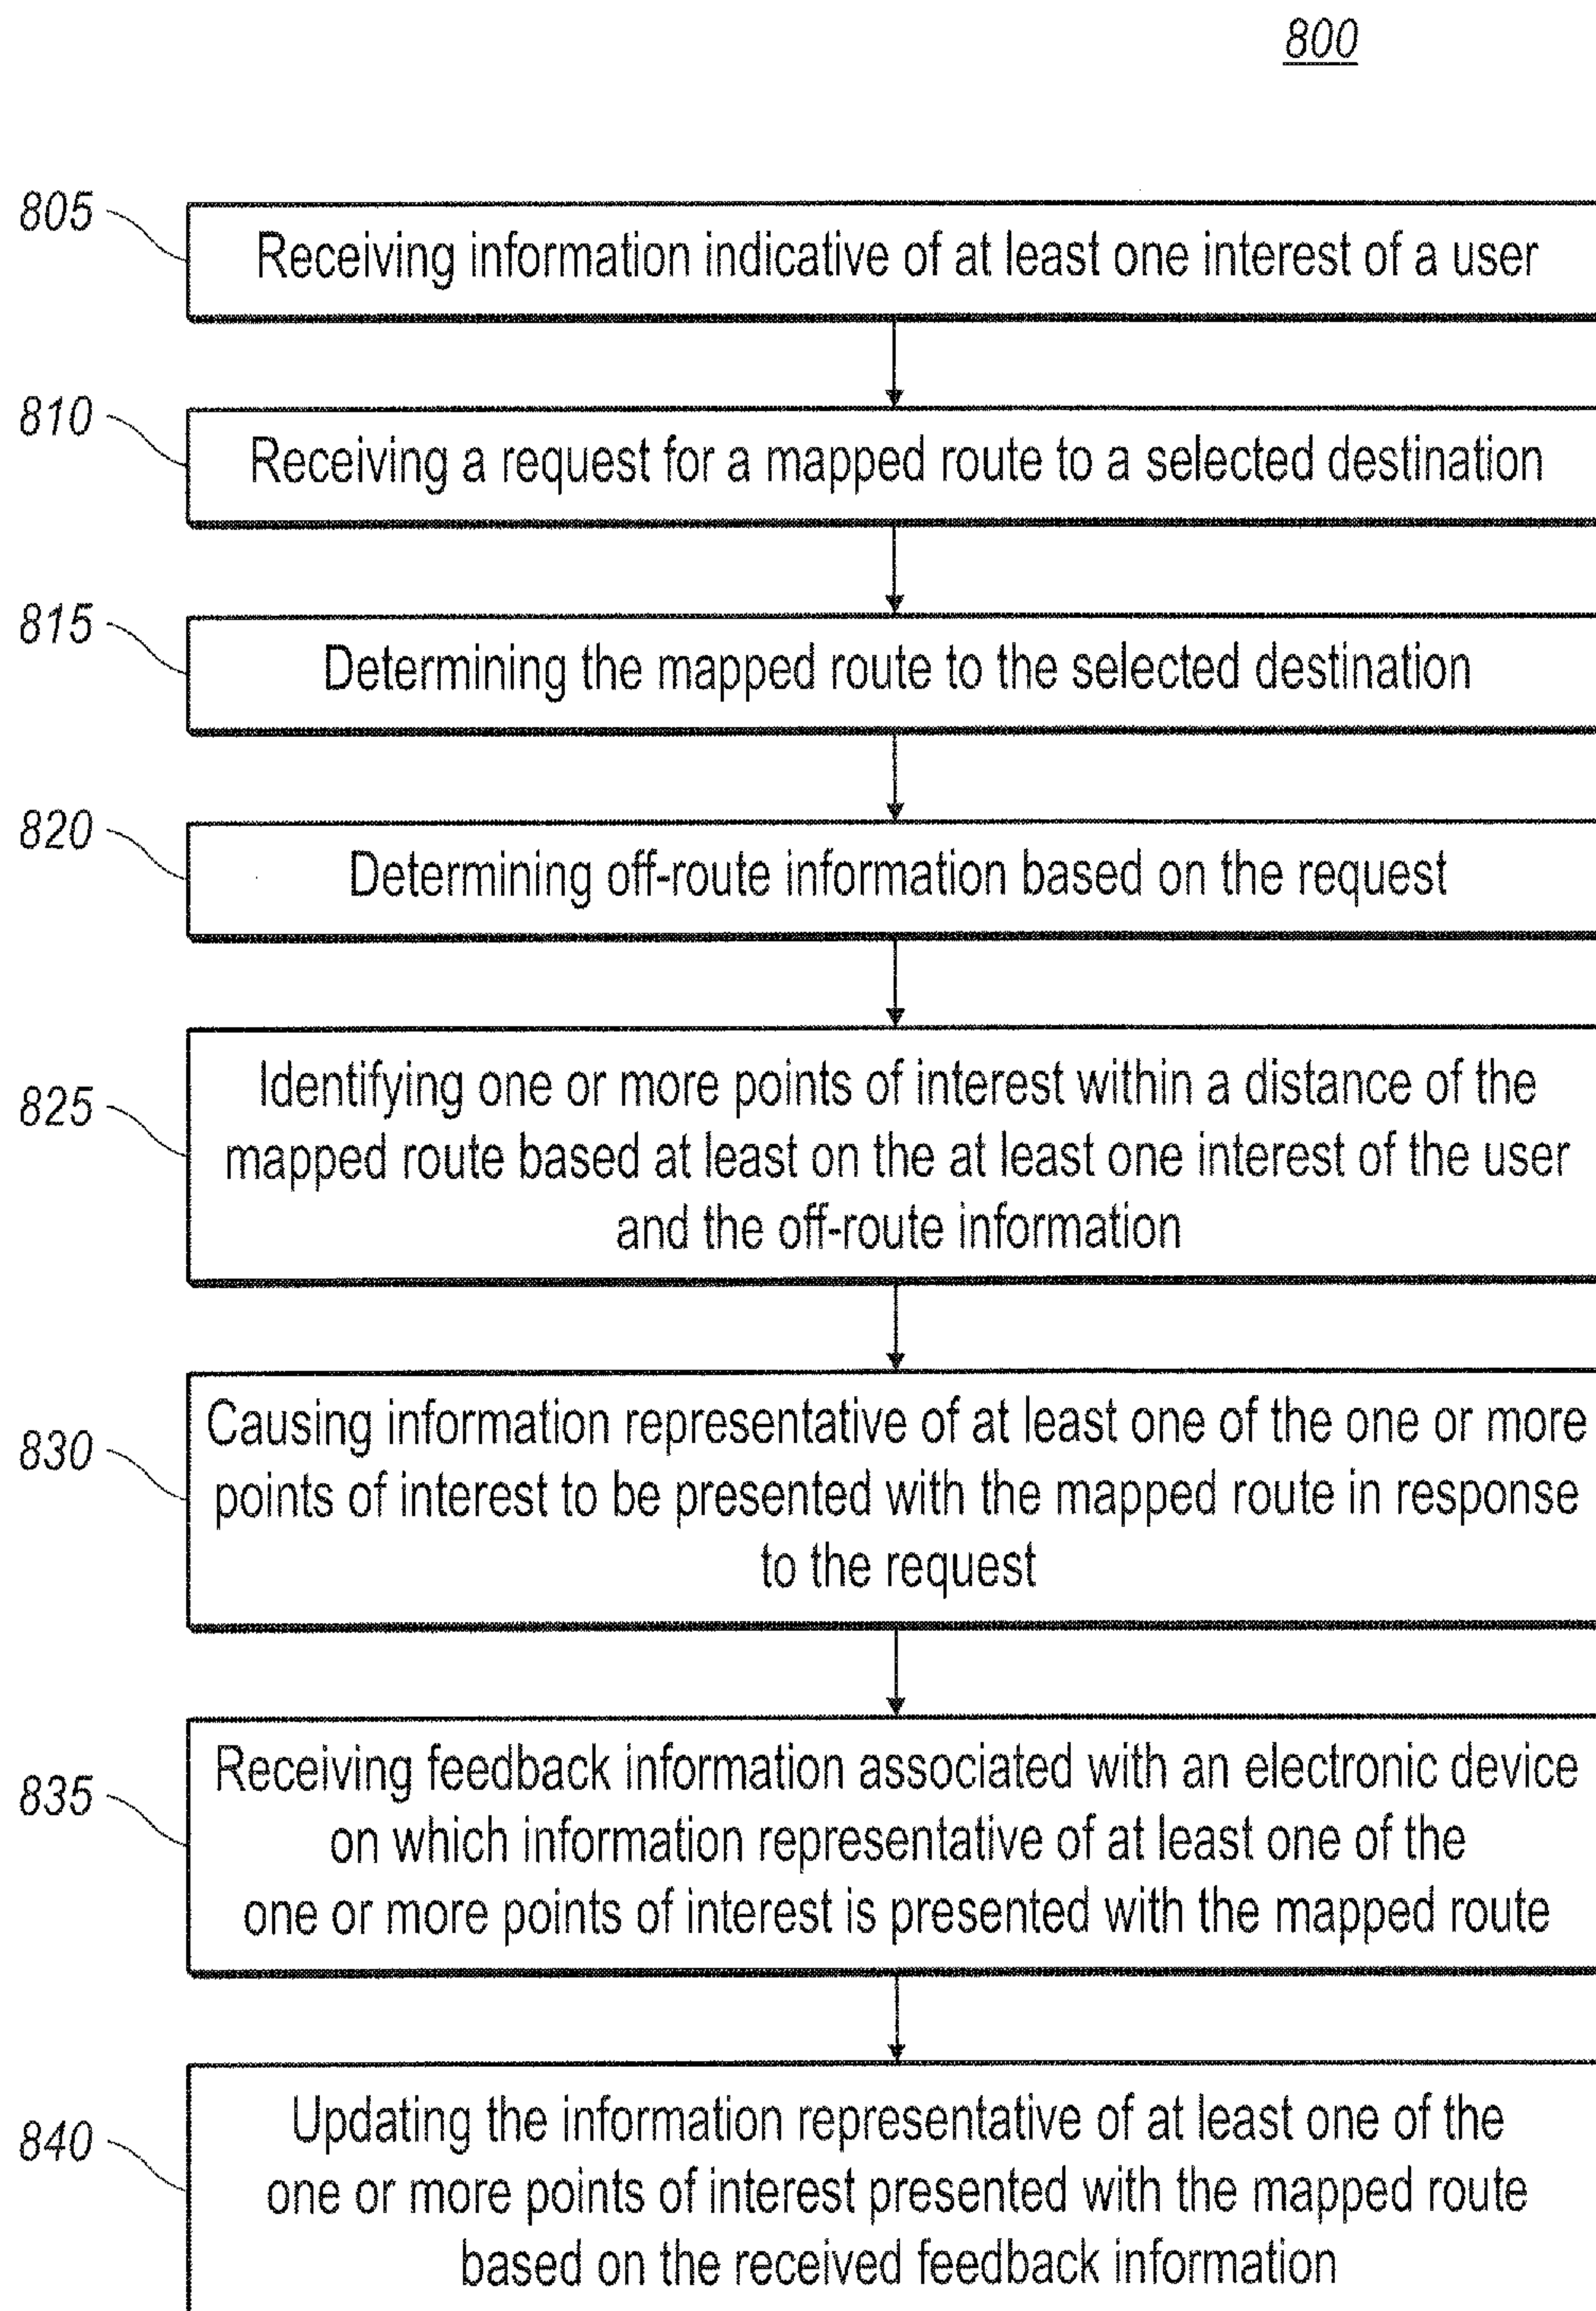 800
805
Receiving information indicative of at least one interest of a user
810
Receiving a request for a mapped route to a selected destination
815
Determining the mapped route to the selected destination
820
Determining off-route information based on the request
825
Identifying one or more points of interest within a distance of the
mapped route based at least on the at least one interest of the user
and the off-route information
830
Causing information representative of at least one of the one or more
points of interest to be presented with the mapped route in response
to the request
835
Receiving feedback information associated with an electronic device
on which information representative of at least one of the
one or more points of interest is presented with the mapped route
840
Updating the information representative of at least one of the
one or more points of interest presented with the mapped route
based on the received feedback information